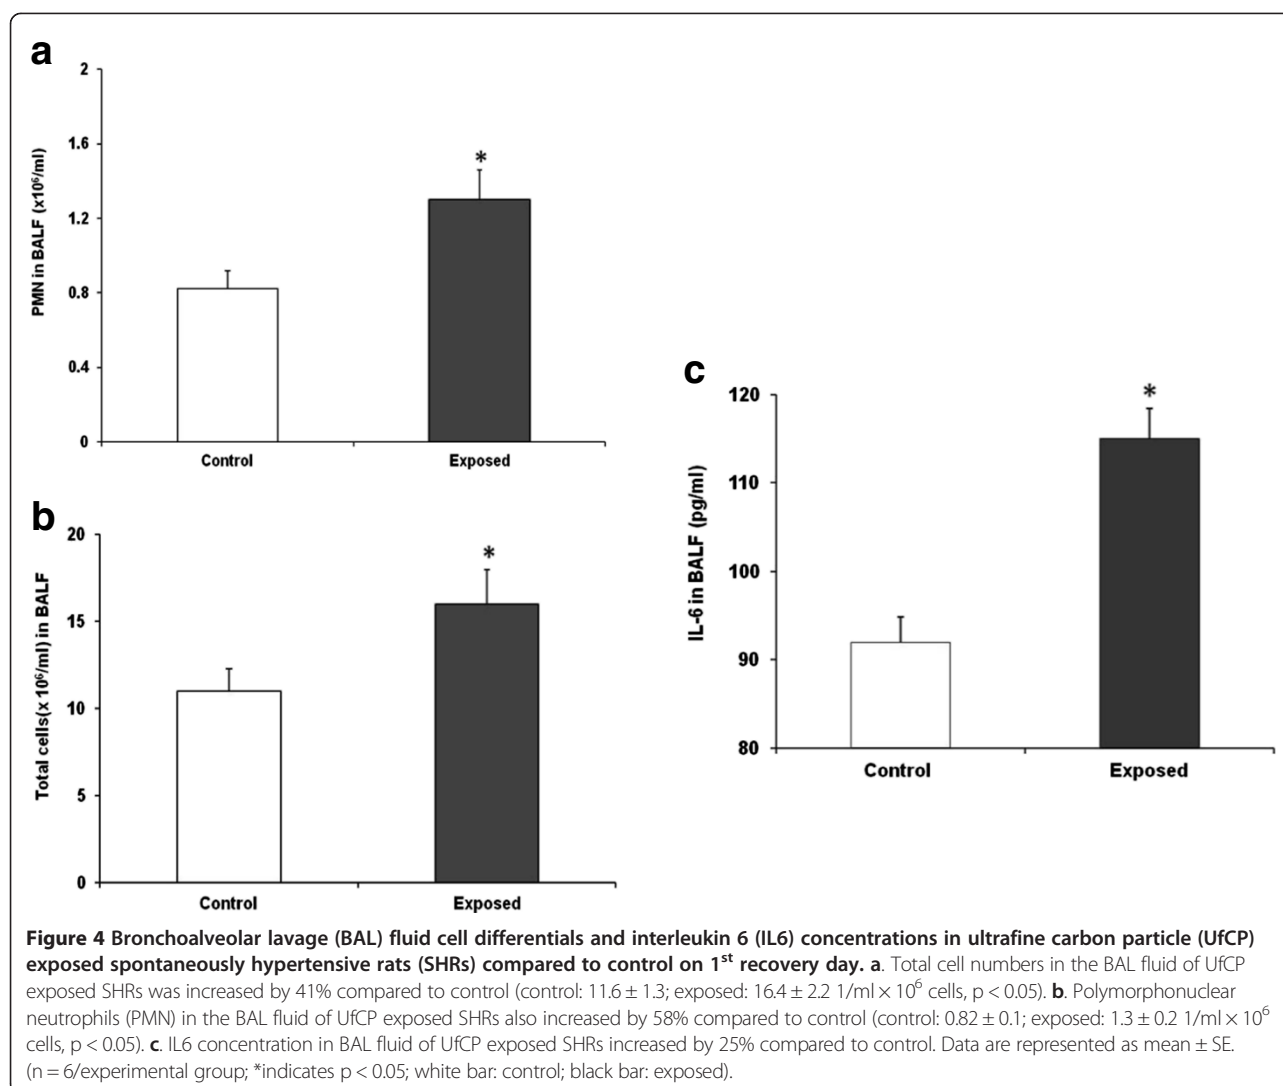 a
2
1.6
1.2
0.8
0.4
0
PMN in BALF (x10⁶/ml)
*
Control Exposed
b
20
15
10
5
0
Total cells(x 10⁶/ml) in BALF
*
Control Exposed
c
120
110
100
90
80
IL-6 in BALF (pg/ml)
*
Control Exposed
Figure 4 Bronchoalveolar lavage (BAL) fluid cell differentials and interleukin 6 (IL6) concentrations in ultrafine carbon particle (UfCP)
exposed spontaneously hypertensive rats (SHRs) compared to control on 1ˢᵗ recovery day. a. Total cell numbers in the BAL fluid of UfCP
exposed SHRs was increased by 41% compared to control (control: 11.6 ± 1.3; exposed: 16.4 ± 2.2 1/ml × 10⁶ cells, p < 0.05). b. Polymorphonuclear
neutrophils (PMN) in the BAL fluid of UfCP exposed SHRs also increased by 58% compared to control (control: 0.82 ± 0.1; exposed: 1.3 ± 0.2 1/ml × 10⁶
cells, p < 0.05). c. IL6 concentration in BAL fluid of UfCP exposed SHRs increased by 25% compared to control. Data are represented as mean ± SE.
(n = 6/experimental group; *indicates p < 0.05; white bar: control; black bar: exposed).